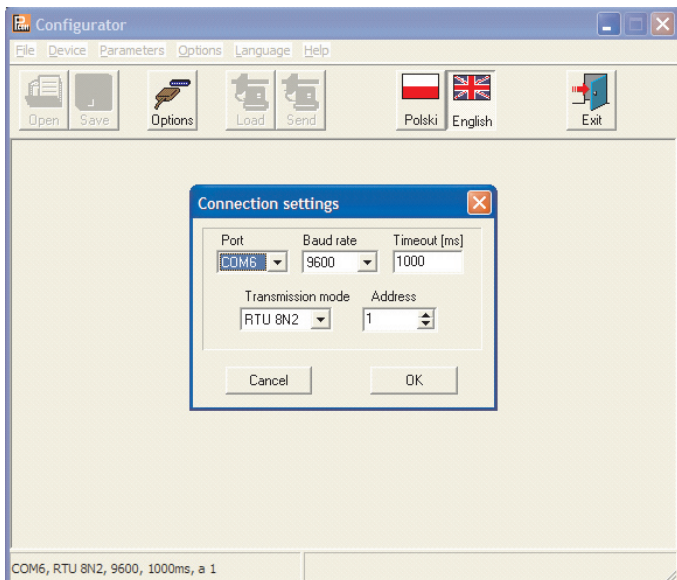 Configurator
File Device Parameters Options Language Help
Open Save Options Load Send Polski English Exit
Connection settings
Port Baud rate Timeout [ms]
COM6 9600 1000
Transmission mode Address
RTU 8N2 1
Cancel OK
COM6, RTU 8N2, 9600, 1000ms, a 1